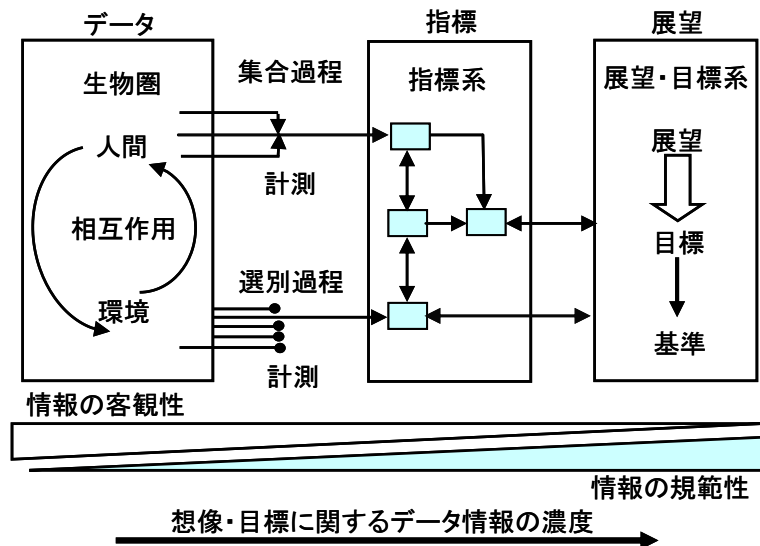 データ
指標
展望
生物圏
集合過程
指標系
展望・目標系
人間
展望
計測
相互作用
目標
選別過程
環境
計測
基準
情報の客観性
情報の規範性
想像・目標に関するデータ情報の濃度